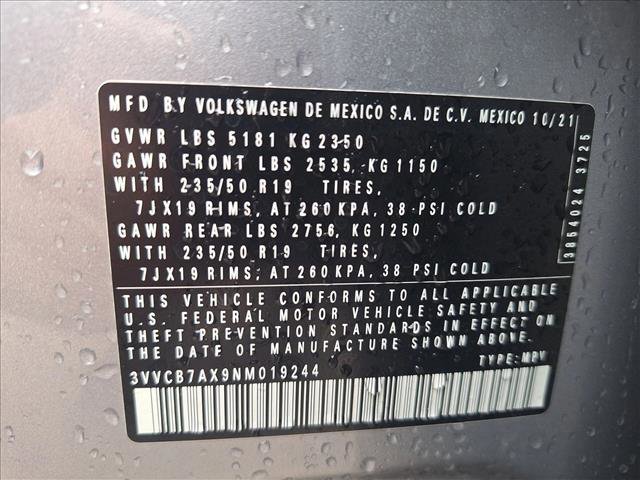 MFD BY VOLKSWAGEN DE MEXICO S.A. DE C.V. MEXICO 10/21
GVWR LBS 5181 KG 2350
GAWR FRONT LBS 2535, KG 1150
WITH 235/50 R19 TIRES,
7JX19 RIMS, AT 260 KPA, 38 PSI COLD
GAWR REAR LBS 2756, KG 1250
WITH 235/50 R19 TIRES,
7JX19 RIMS, AT 260 KPA, 38 PSI COLD
THIS VEHICLE CONFORMS TO ALL APPLICABLE
U.S. FEDERAL MOTOR VEHICLE SAFETY AND
THEFT PREVENTION STANDARDS IN EFFECT ON
THE DATE OF MANUFACTURE SHOWN ABOVE.
3VVCB7AX9NM019244 TYPE: MPV
3854024 3725